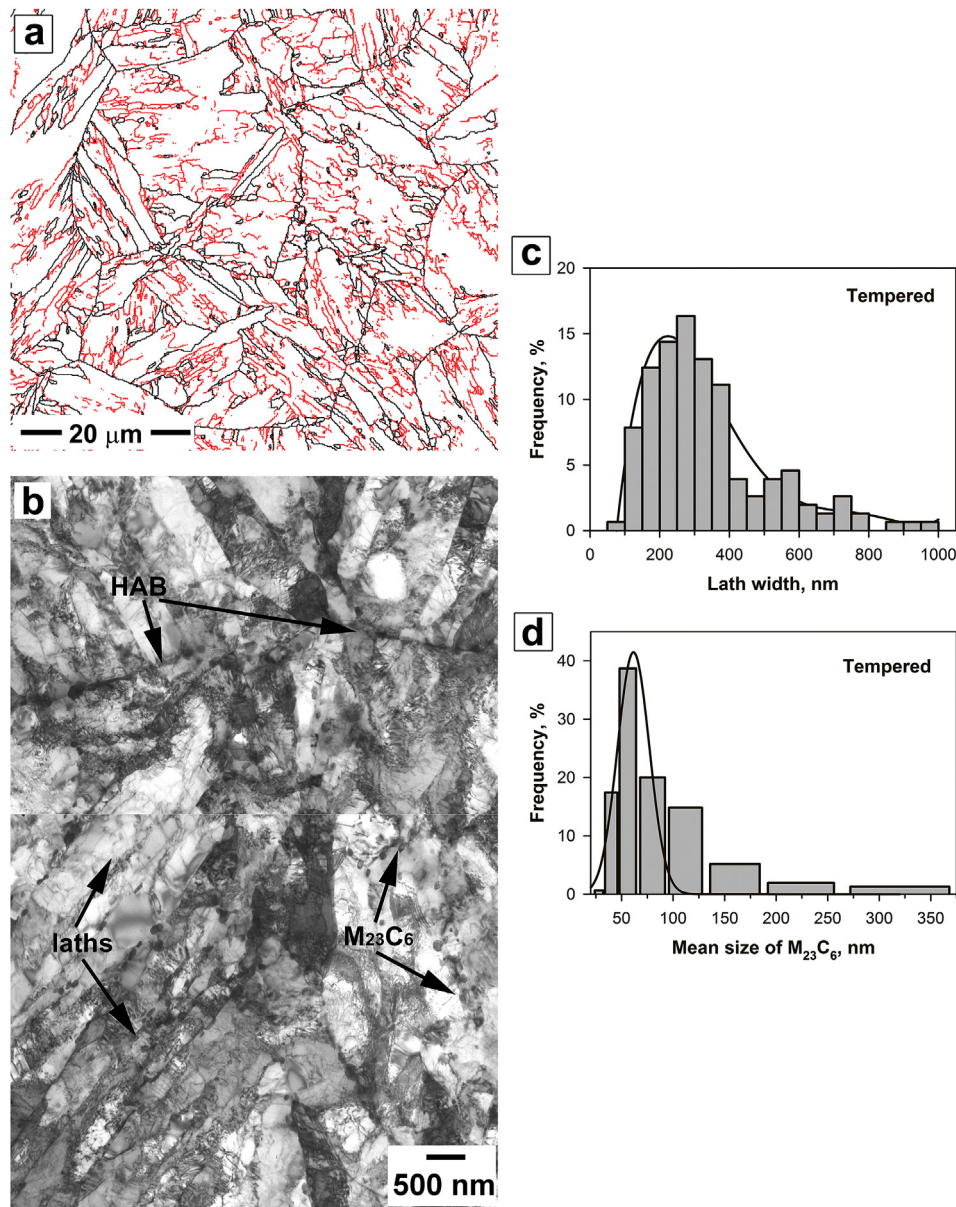 a
20 μm
b
HAB
laths
M23C6
500 nm
c
20
15
10
5
0
Frequency, %
Tempered
0 200 400 600 800 1000
Lath width, nm
d
40
30
20
10
0
Frequency, %
Tempered
50 100 150 200 250 300 350
Mean size of M23C6, nm